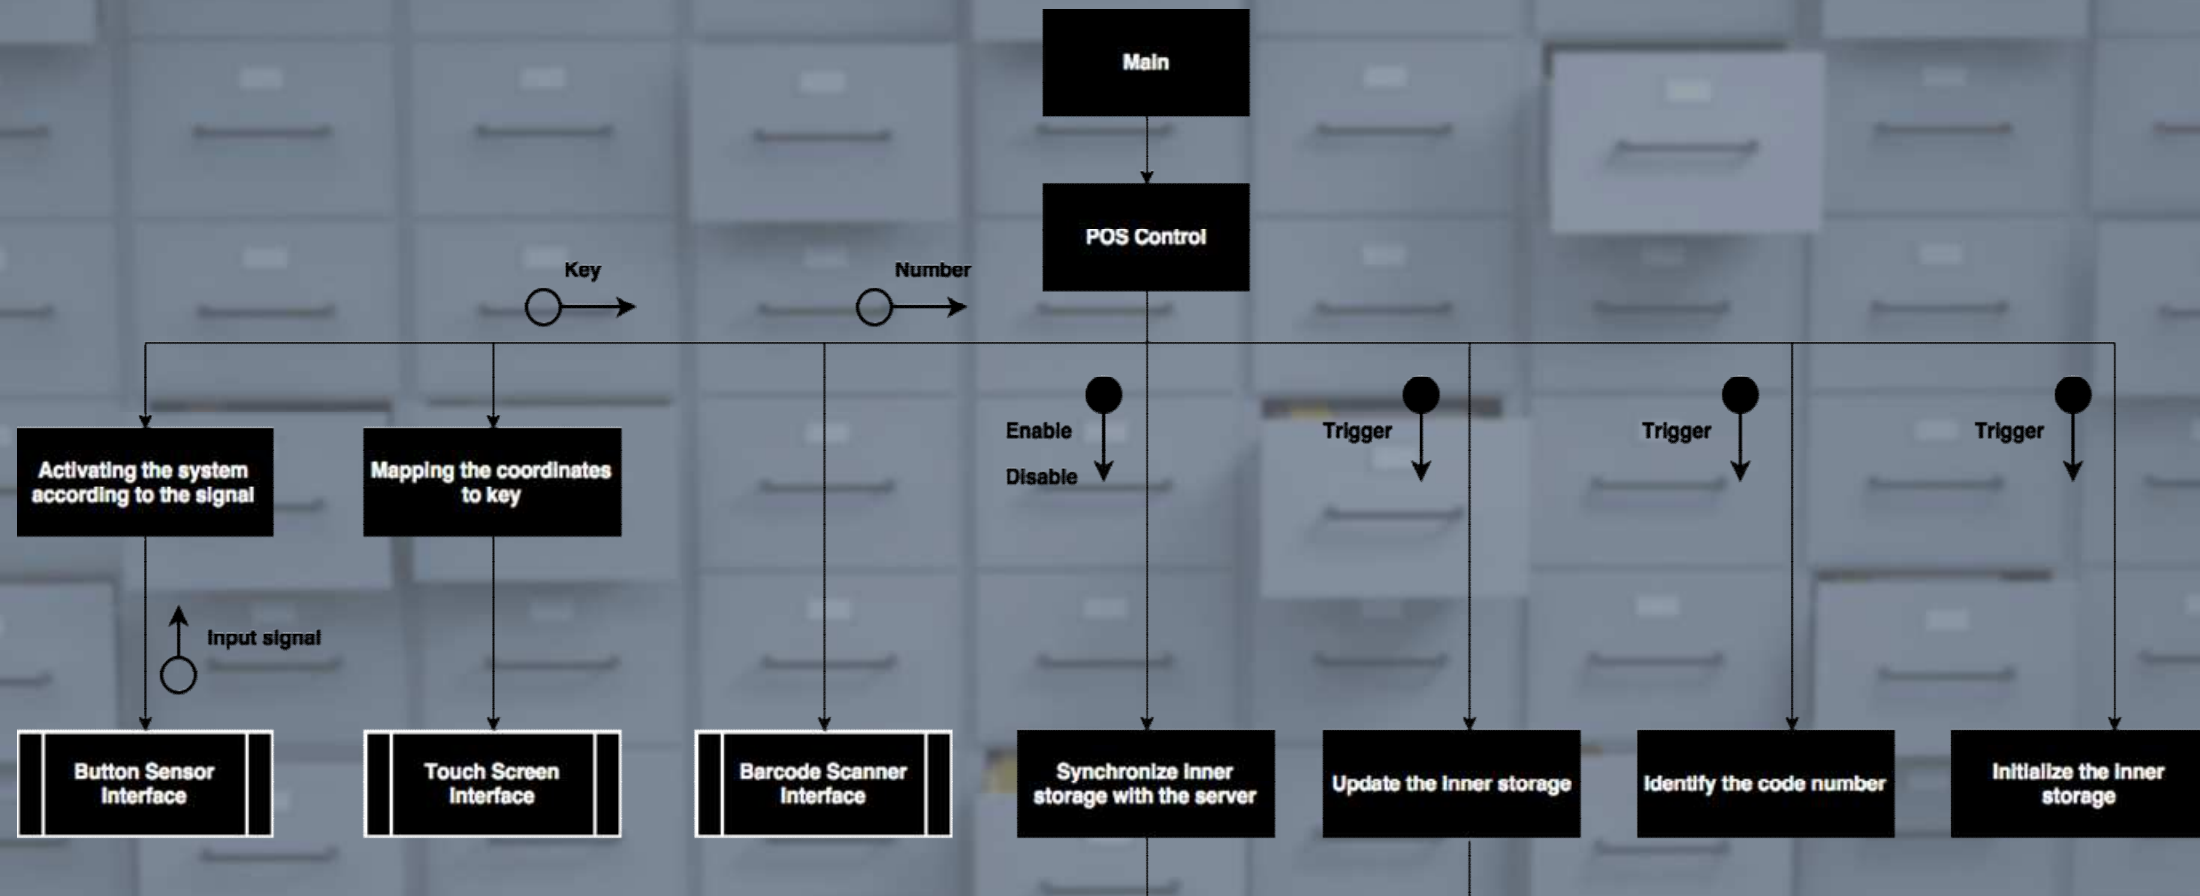 Main
POS Control
Key
Number
Enable
Disable
Trigger
Trigger
Trigger
Activating the system
according to the signal
Mapping the coordinates
to key
Input signal
Button Sensor
Interface
Touch Screen
Interface
Barcode Scanner
Interface
Synchronize inner
storage with the server
Update the inner storage
Identify the code number
Initialize the inner
storage